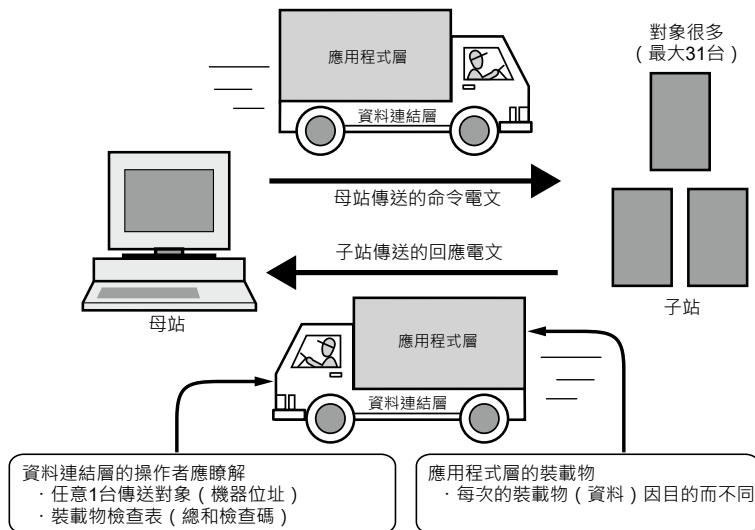 應用程式層
資料連結層
對象很多
（最大31台）
母站傳送的命令電文
子站傳送的回應電文
母站
子站
應用程式層
資料連結層
資料連結層的操作者應瞭解
・任意1台傳送對象（機器位址）
・裝載物檢查表（總和檢查碼）
應用程式層的裝載物
・每次的裝載物（資料）因目的而不同